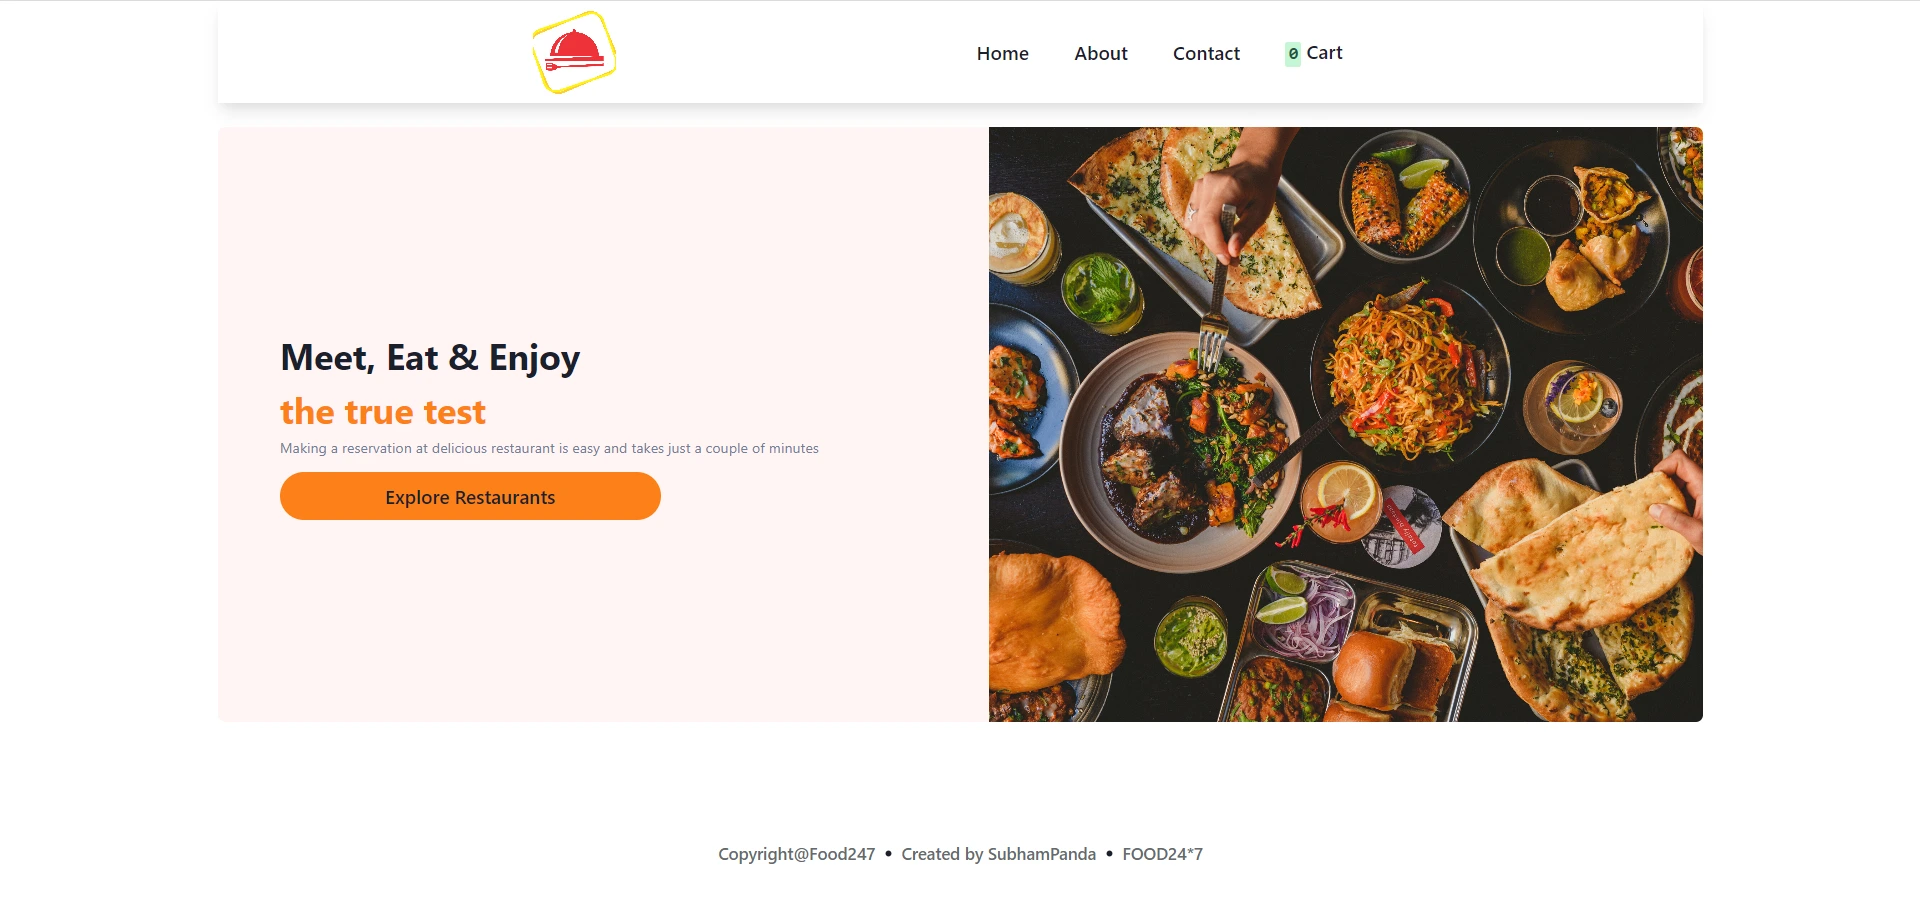 Home About Contact 0 Cart
Meet, Eat & Enjoy
the true test
Making a reservation at delicious restaurant is easy and takes just a couple of minutes
Explore Restaurants
Copyright@Food247 • Created by SubhamPanda • FOOD24*7